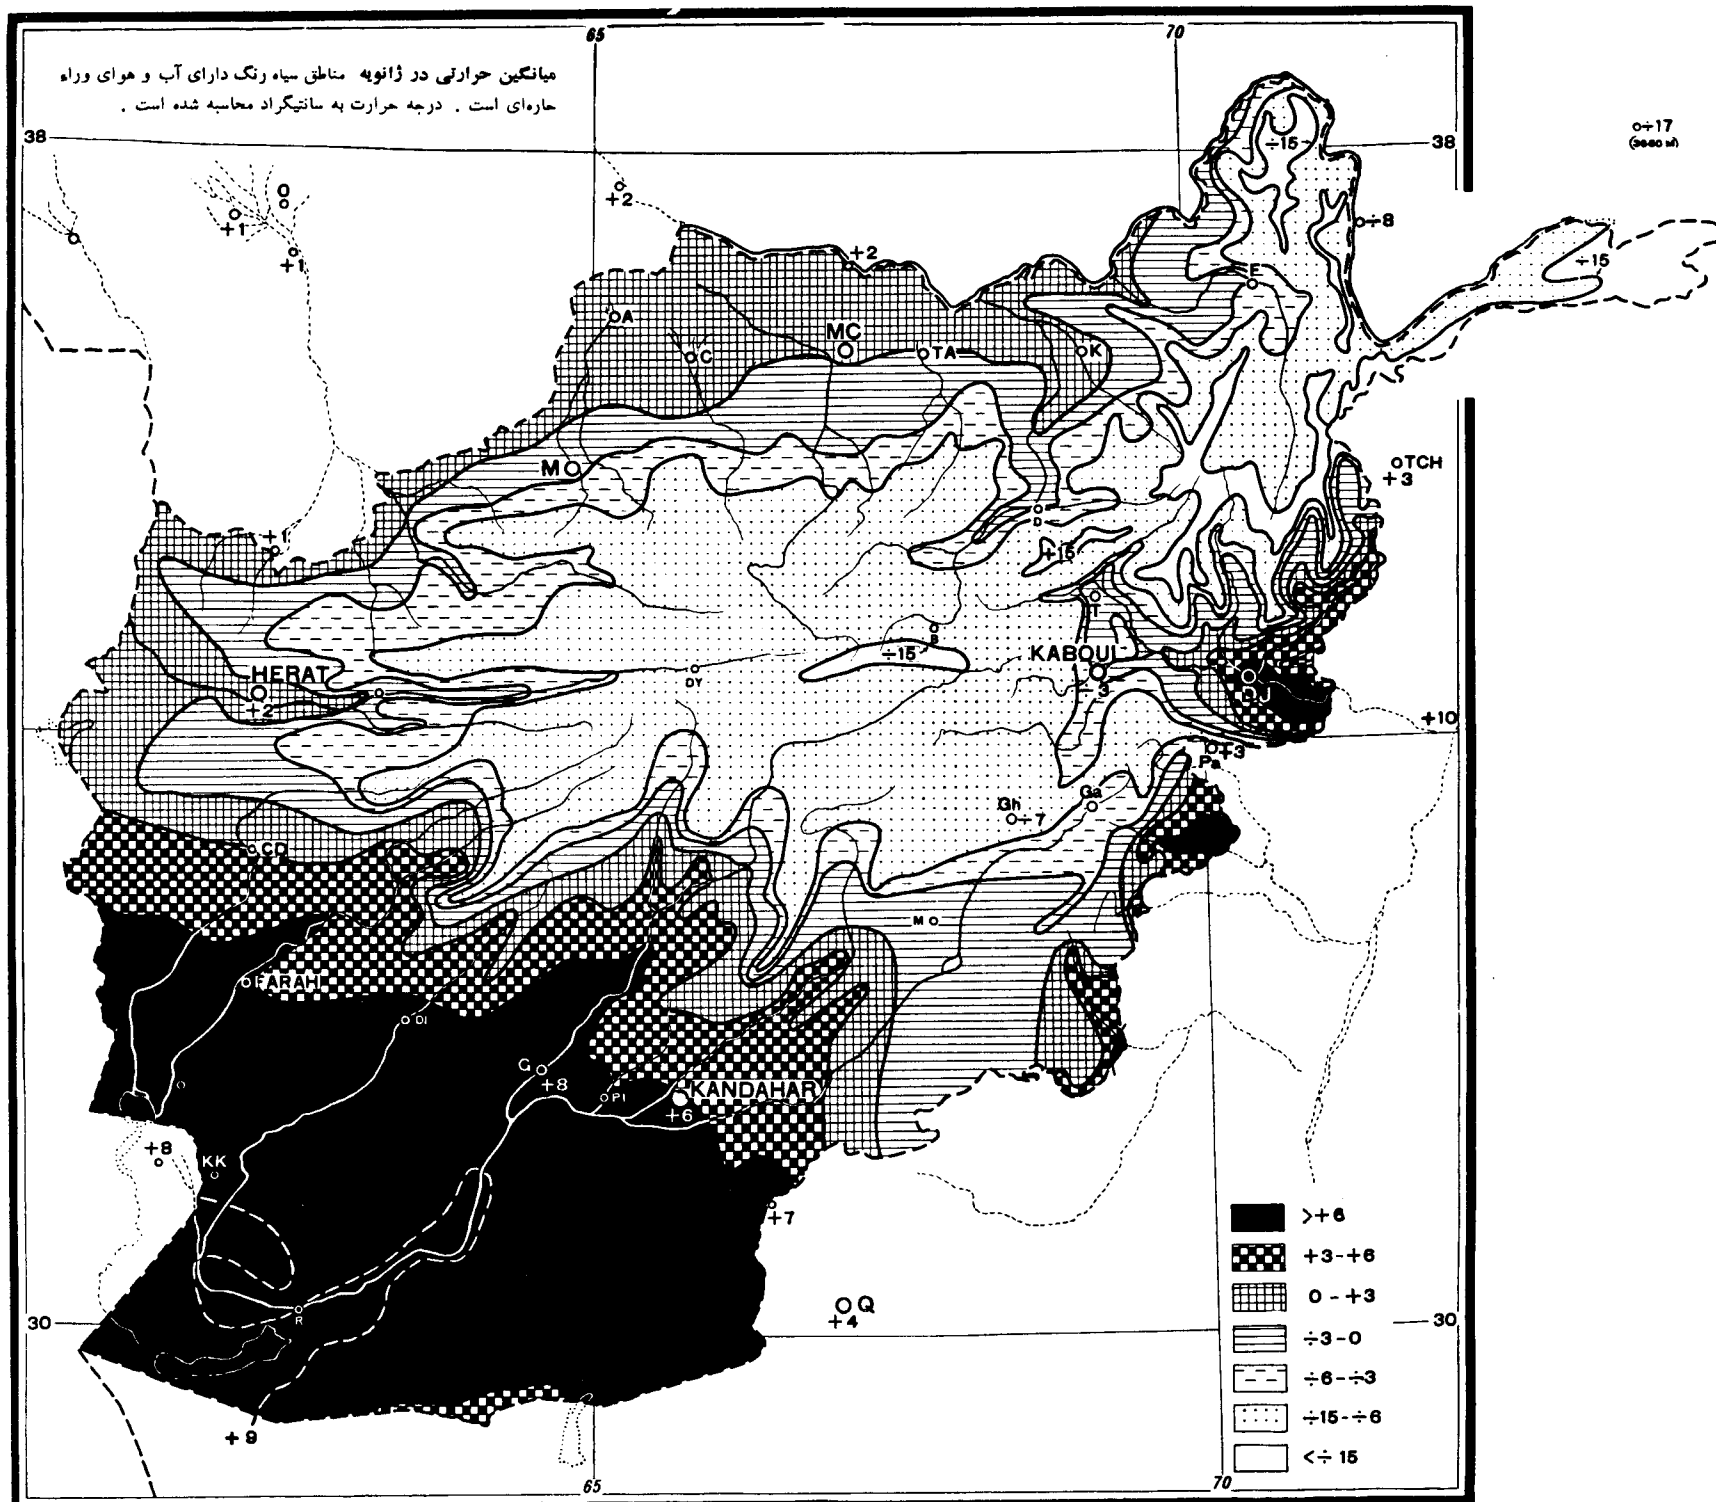 65
70
میانگین حرارتی در ژانویه مناطق سیاه رنگ دارای آب و هوای وراء
حاره‌ای است . درجه حرارت به سانتیگراد محاسبه شده است .
38
÷15
38
○÷17
0
+2
+1
÷8
+1
+2
E
÷15
A
MC
C
TA
K
M
TCH
+3
D
÷15
+1
T
B
÷15
KABOUL
÷3
HERAT
+2
DY
DJ
+10
+3
Pa
Ga
Gh
÷7
CD
M
FARAH
DI
G
+8
PI
KANDAHAR
+6
+8
KK
+7
>+6
+3-+6
0-+3
÷3-0
÷6-÷3
÷15-÷6
<÷15
R
Q
+4
30
30
+9
65
70